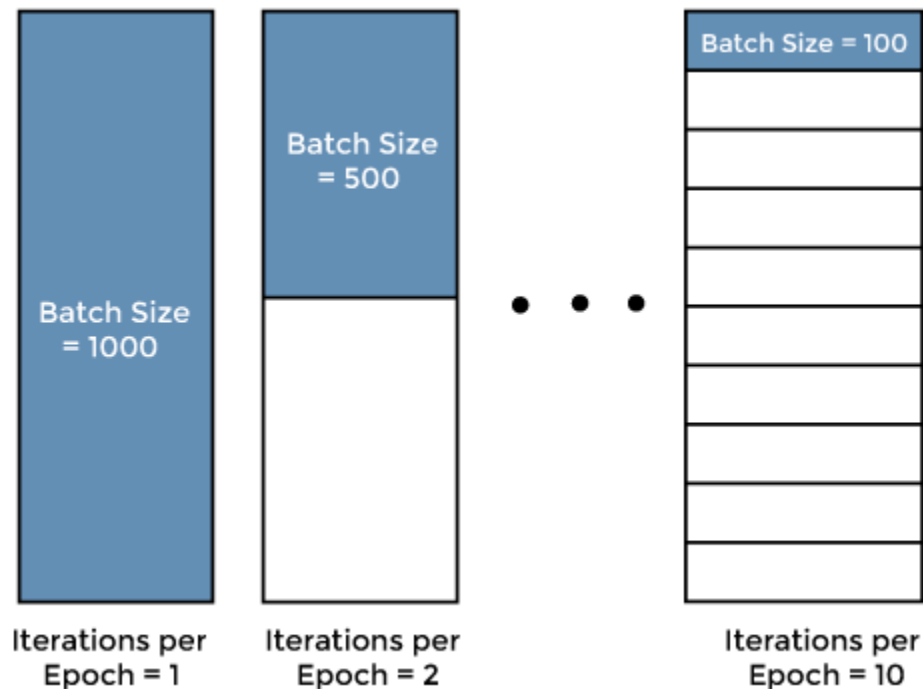 Batch Size
= 1000
Batch Size
= 500
Batch Size = 100
Iterations per
Epoch = 1
Iterations per
Epoch = 2
Iterations per
Epoch = 10